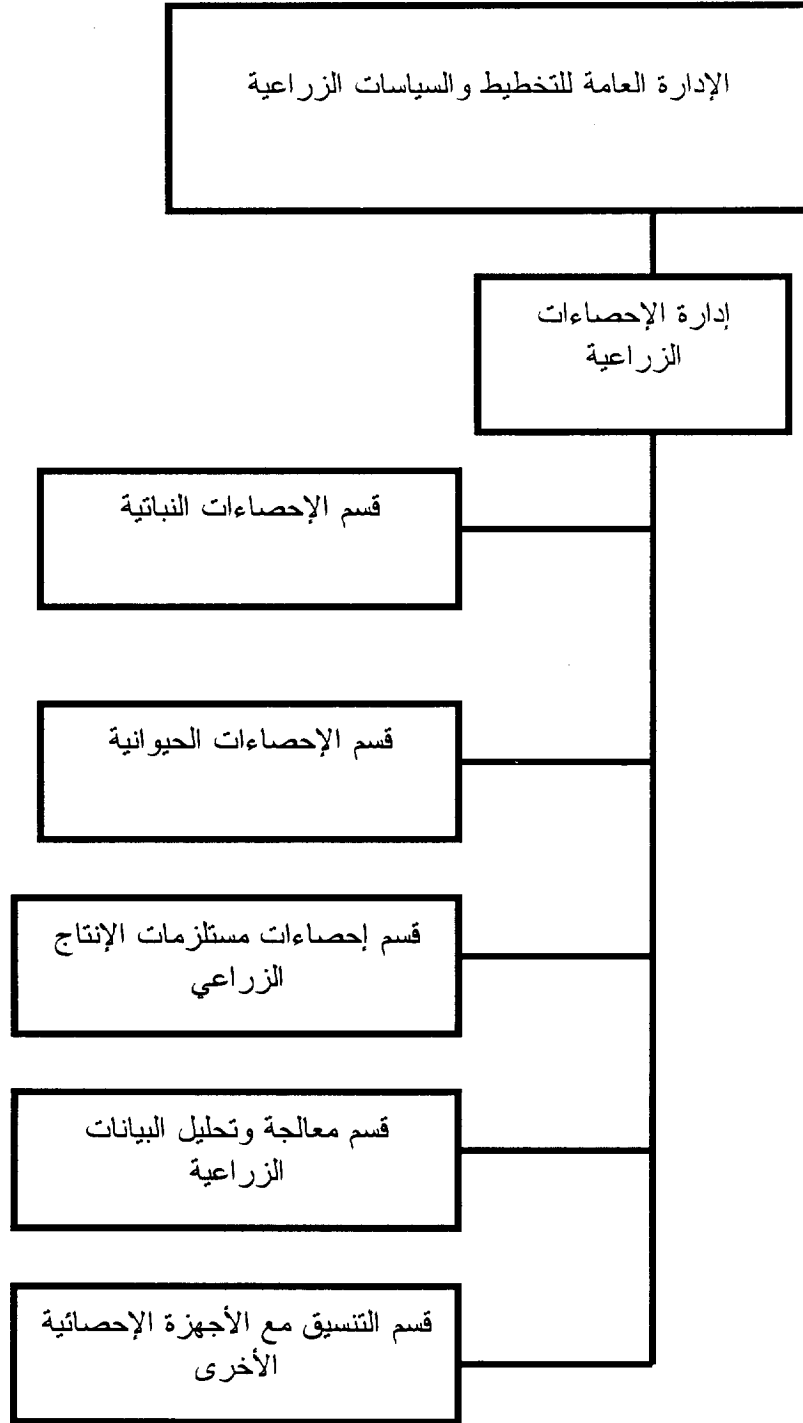 الإدارة العامة للتخطيط والسياسات الزراعية
إدارة الإحصاءات
الزراعية
قسم الإحصاءات النباتية
قسم الإحصاءات الحيوانية
قسم إحصاءات مستلزمات الإنتاج
الزراعي
قسم معالجة وتحليل البيانات
الزراعية
قسم التنسيق مع الأجهزة الإحصائية
الأخرى